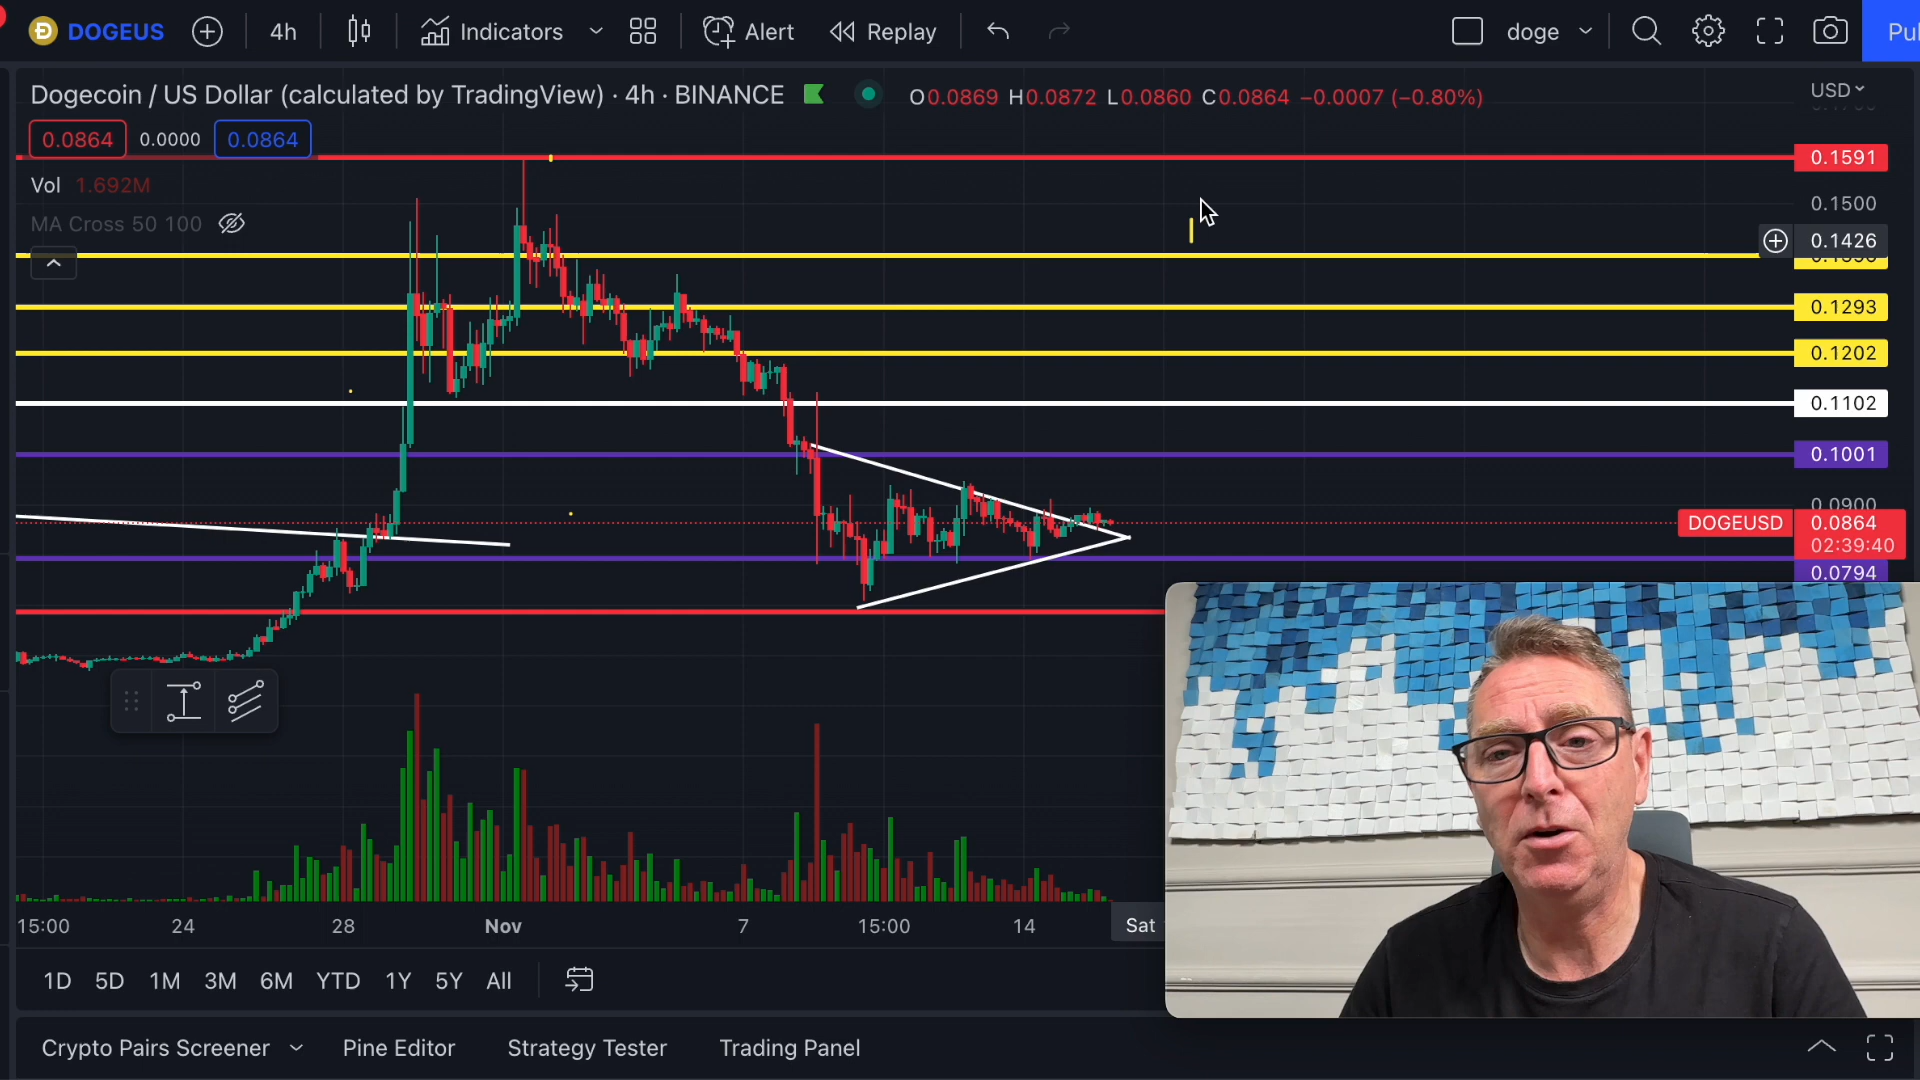 DOGEUS 4h Indicators Alert Replay doge
Dogecoin / US Dollar (calculated by TradingView) · 4h · BINANCE O0.0869 H0.0872 L0.0860 C0.0864 −0.0007 (−0.80%) USD
0.0864 0.0000 0.0864
0.1591
Vol 1.692M
0.1500
MA Cross 50 100
0.1426
0.1293
0.1202
0.1102
0.1001
0.0900
DOGEUSD 0.0864
02:39:40
0.0794
15:00 24 28 Nov 7 15:00 14 Sat
1D 5D 1M 3M 6M YTD 1Y 5Y All
Crypto Pairs Screener Pine Editor Strategy Tester Trading Panel